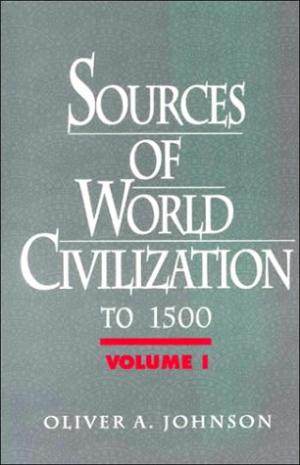 SOURCES
OF
WORLD
CIVILIZATION
TO 1500
VOLUME I
OLIVER A. JOHNSON